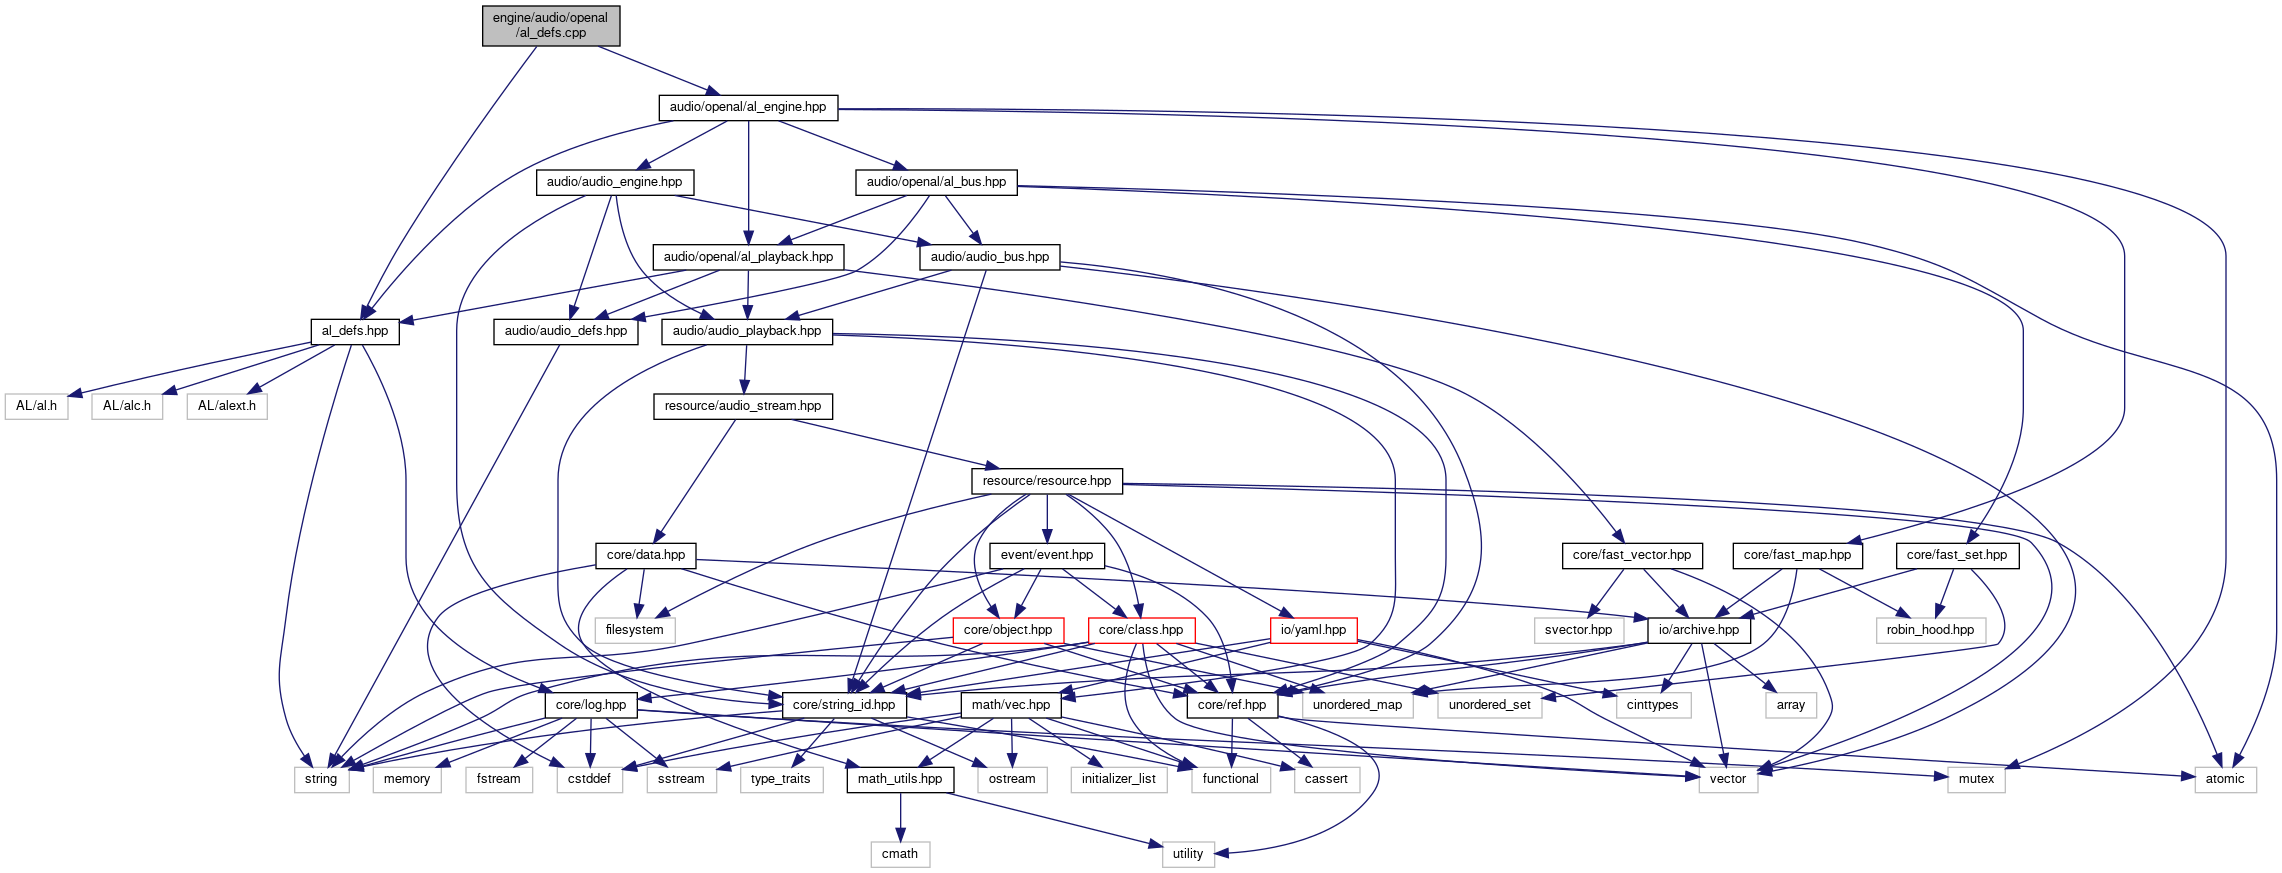 engine/audio/openal
/al_defs.cpp
audio/openal/al_engine.hpp
audio/audio_engine.hpp
audio/openal/al_bus.hpp
audio/openal/al_playback.hpp
audio/audio_bus.hpp
al_defs.hpp
audio/audio_defs.hpp
audio/audio_playback.hpp
AL/al.h
AL/alc.h
AL/alext.h
resource/audio_stream.hpp
resource/resource.hpp
core/data.hpp
event/event.hpp
core/fast_vector.hpp
core/fast_map.hpp
core/fast_set.hpp
filesystem
core/object.hpp
core/class.hpp
io/yaml.hpp
svector.hpp
io/archive.hpp
robin_hood.hpp
core/log.hpp
core/string_id.hpp
math/vec.hpp
core/ref.hpp
unordered_map
unordered_set
cinttypes
array
string
memory
fstream
cstddef
sstream
type_traits
math_utils.hpp
ostream
initializer_list
functional
cassert
vector
mutex
atomic
cmath
utility